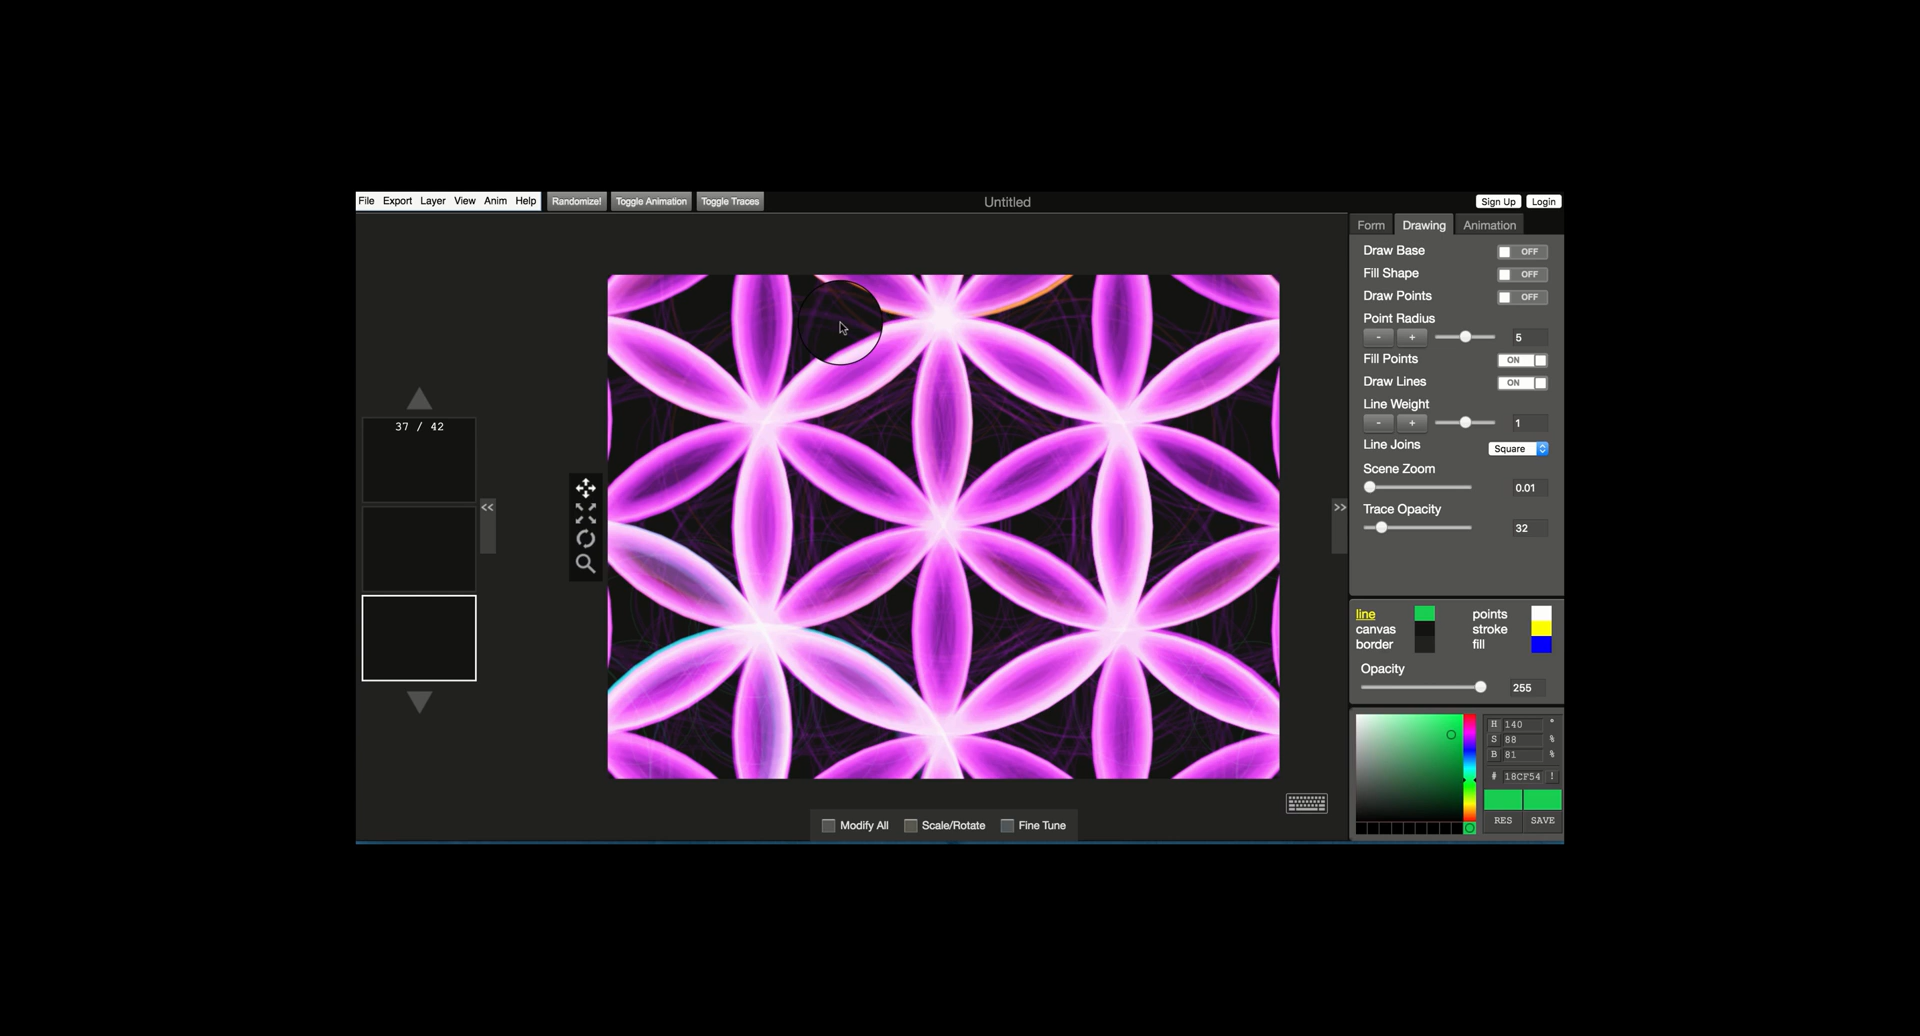 File Export Layer View Anim Help Randomize! Toggle Animation Toggle Traces Untitled Sign Up Login
Form Drawing Animation
Draw Base OFF
Fill Shape OFF
Draw Points OFF
Point Radius
- + 5
Fill Points ON
Draw Lines ON
Line Weight
- + 1
Line Joins Square
Scene Zoom
0.01
Trace Opacity
32
37 / 42
<<
>>
line points
canvas stroke
border fill
Opacity
255
H 140 °
S 88 %
B 81 %
# 18CF54 !
RES SAVE
Modify All Scale/Rotate Fine Tune